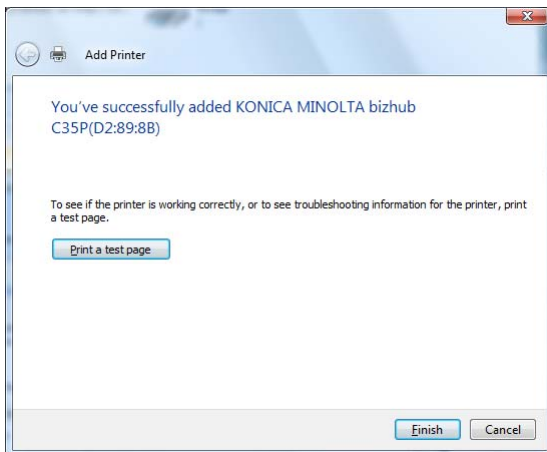 Add Printer
You've successfully added KONICA MINOLTA bizhub
C35P(D2:89:8B)
To see if the printer is working correctly, or to see troubleshooting information for the printer, print
a test page.
Print a test page
Finish
Cancel